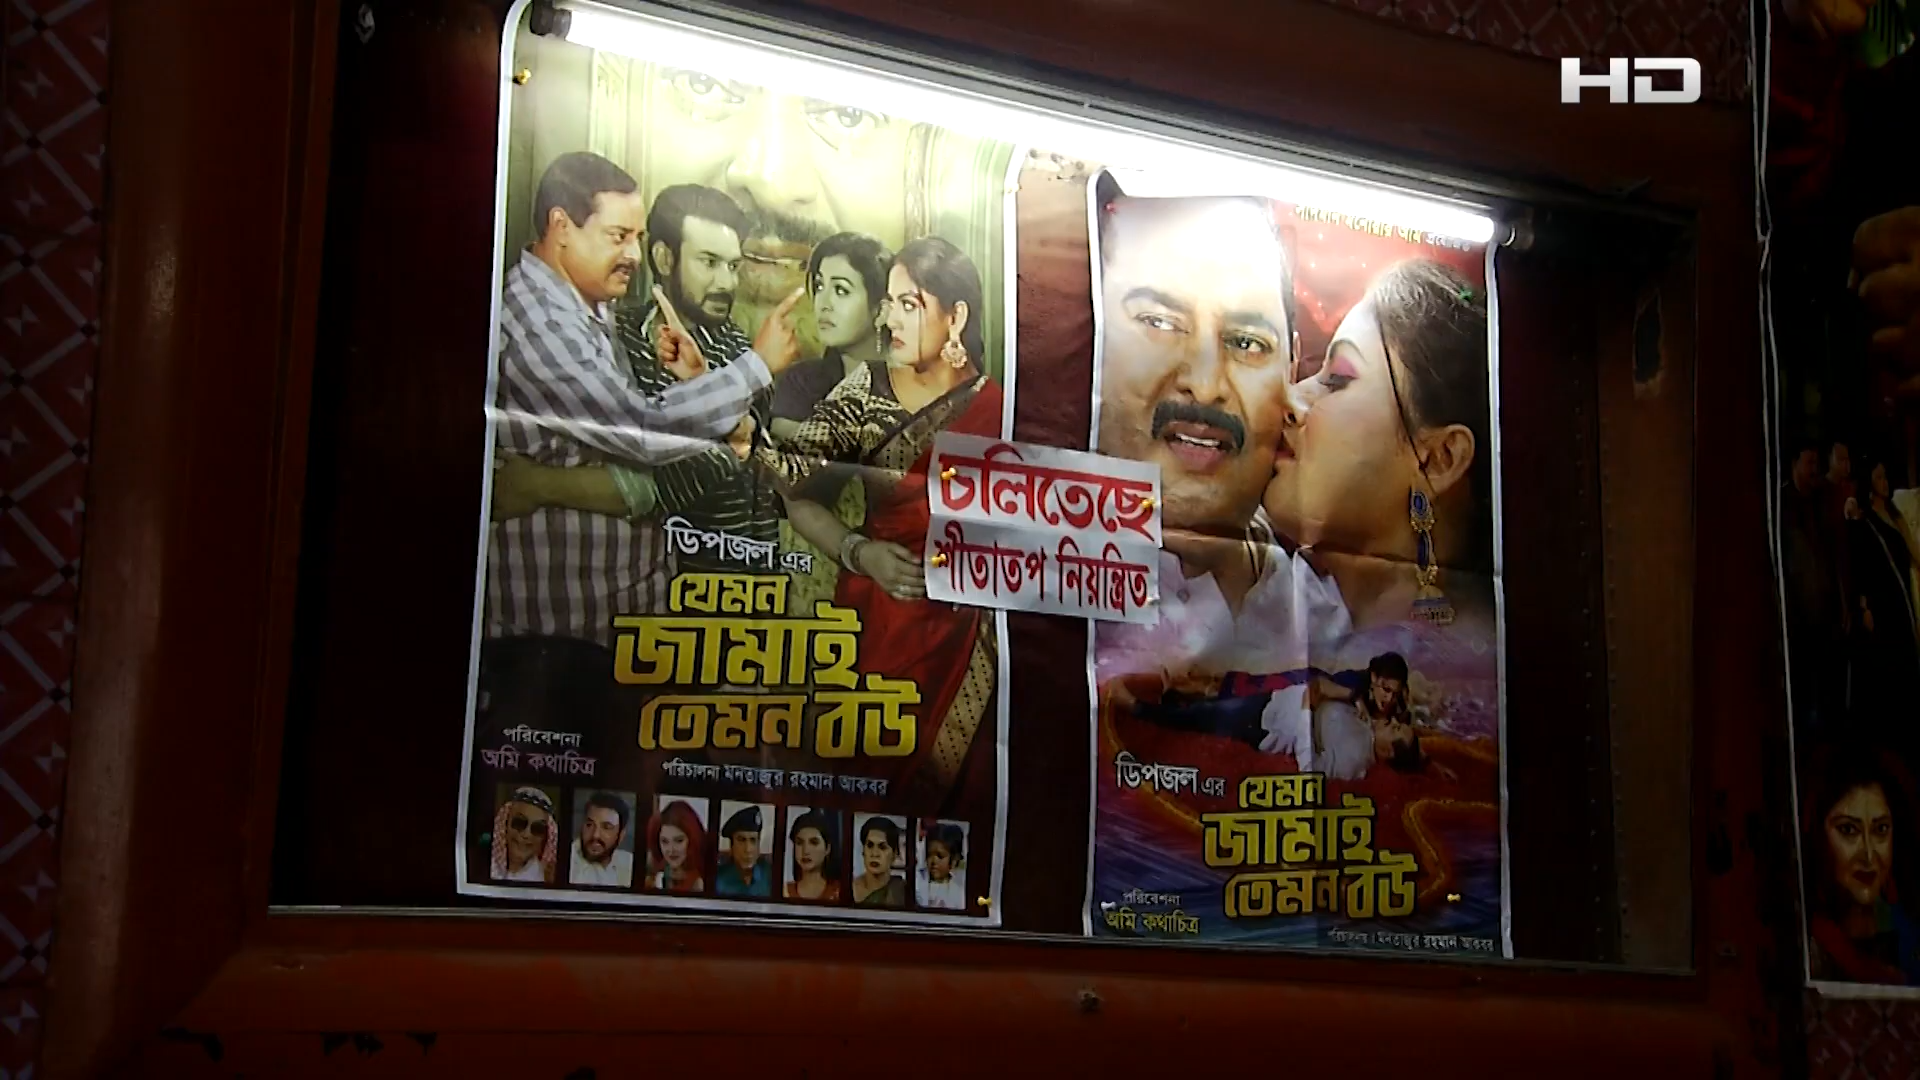 HD
ডিপজল এর
যেমন
জামাই
তেমন বউ
পরিবেশনা
অমি কথাচিত্র
পরিচালনা মনতাজুর রহমান আকবর
চলিতেছে
শীতাতপ নিয়ন্ত্রিত
প্রযোজিত
ডিপজল এর
যেমন
জামাই
তেমন বউ
পরিবেশনা
অমি কথাচিত্র
পরিচালনা। মনতাজুর রহমান আকবর